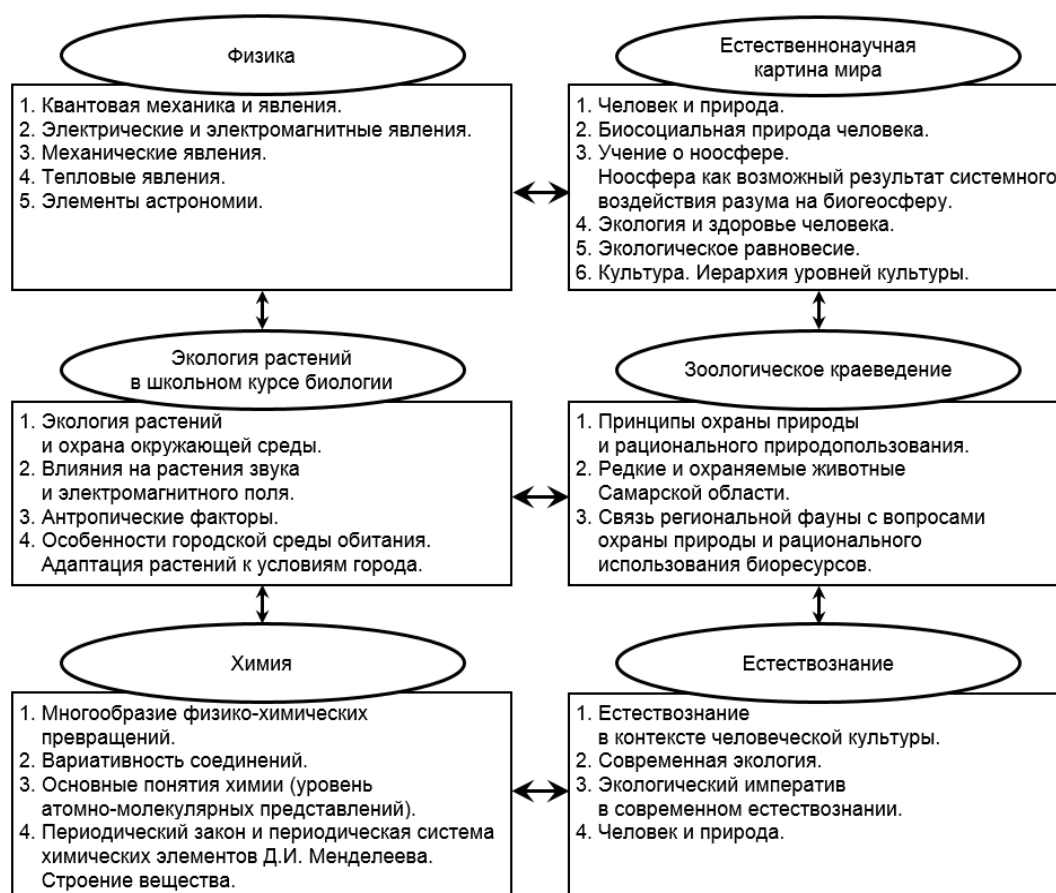 Физика
1. Квантовая механика и явления.
2. Электрические и электромагнитные явления.
3. Механические явления.
4. Тепловые явления.
5. Элементы астрономии.
Естественнонаучная
картина мира
1. Человек и природа.
2. Биосоциальная природа человека.
3. Учение о ноосфере.
Ноосфера как возможный результат системного
воздействия разума на биогеосферу.
4. Экология и здоровье человека.
5. Экологическое равновесие.
6. Культура. Иерархия уровней культуры.
Экология растений
в школьном курсе биологии
1. Экология растений
и охрана окружающей среды.
2. Влияния на растения звука
и электромагнитного поля.
3. Антропические факторы.
4. Особенности городской среды обитания.
Адаптация растений к условиям города.
Зоологическое краеведение
1. Принципы охраны природы
и рационального природопользования.
2. Редкие и охраняемые животные
Самарской области.
3. Связь региональной фауны с вопросами
охраны природы и рационального
использования биоресурсов.
Химия
1. Многообразие физико-химических
превращений.
2. Вариативность соединений.
3. Основные понятия химии (уровень
атомно-молекулярных представлений).
4. Периодический закон и периодическая система
химических элементов Д.И. Менделеева.
Строение вещества.
Естествознание
1. Естествознание
в контексте человеческой культуры.
2. Современная экология.
3. Экологический императив
в современном естествознании.
4. Человек и природа.